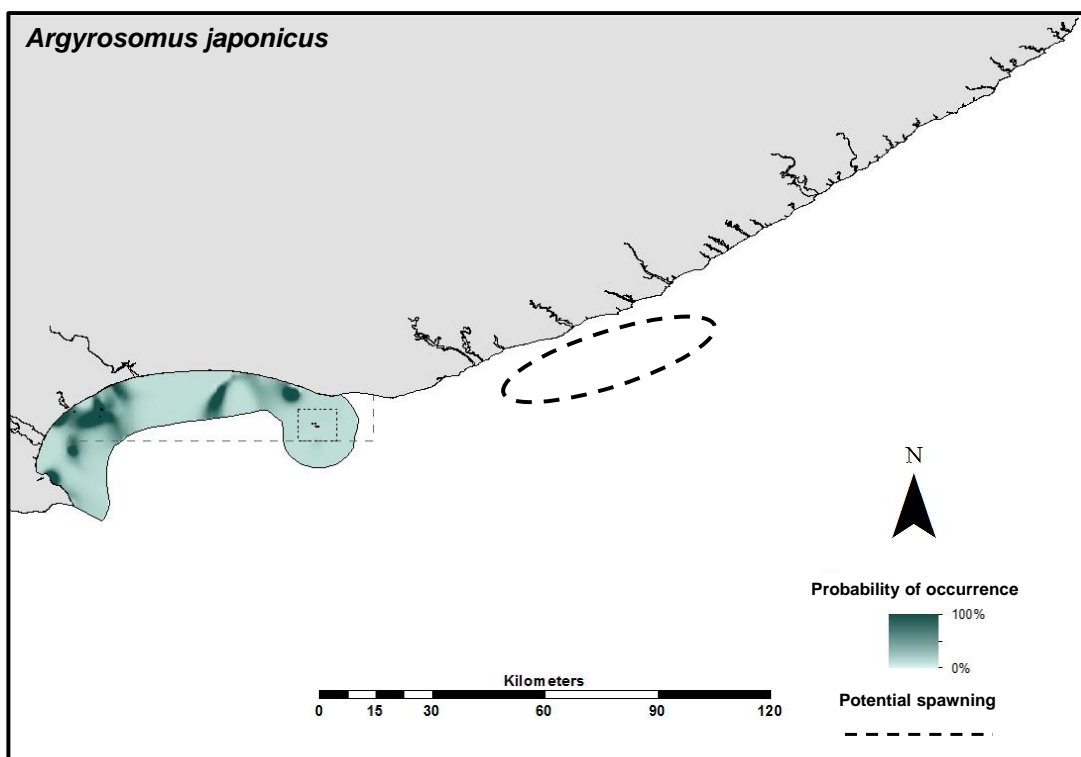 Argyrosomus japonicus
N
Probability of occurrence
100%
0%
Kilometers
0 15 30 60 90 120
Potential spawning